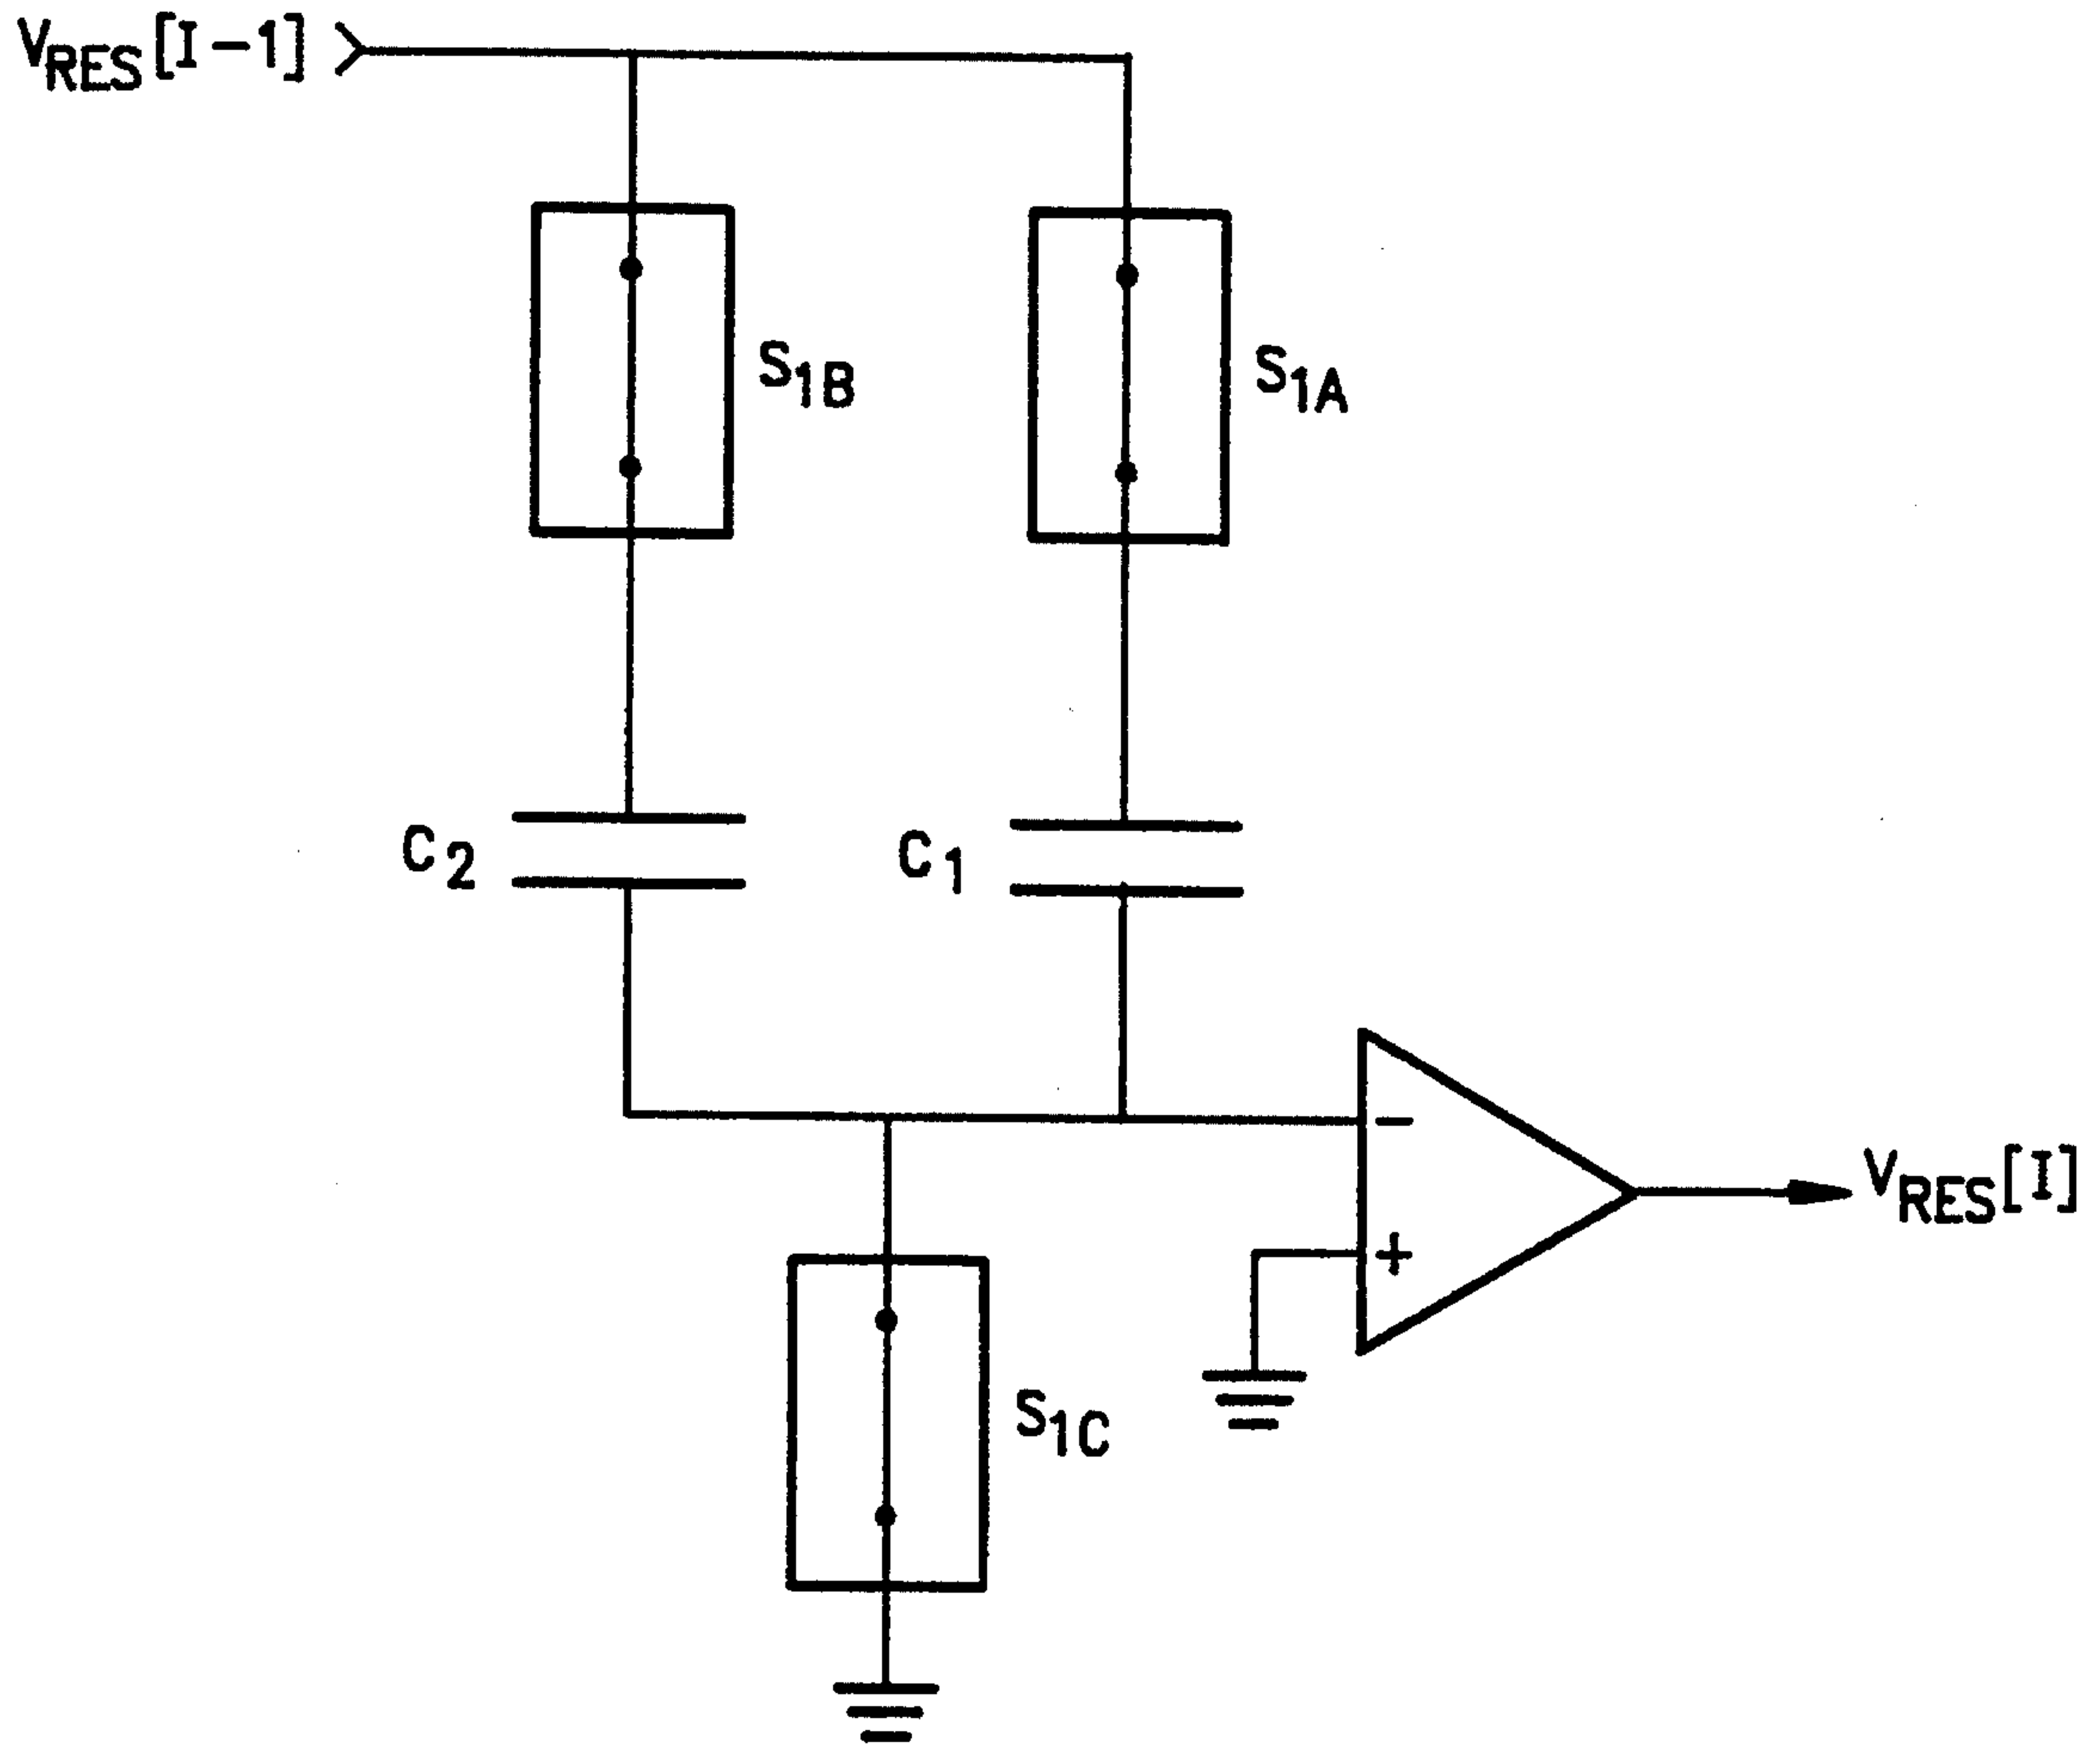 VRES[I-1]
S1B
S1A
C2
C1
-
VRES[I]
+
S1C